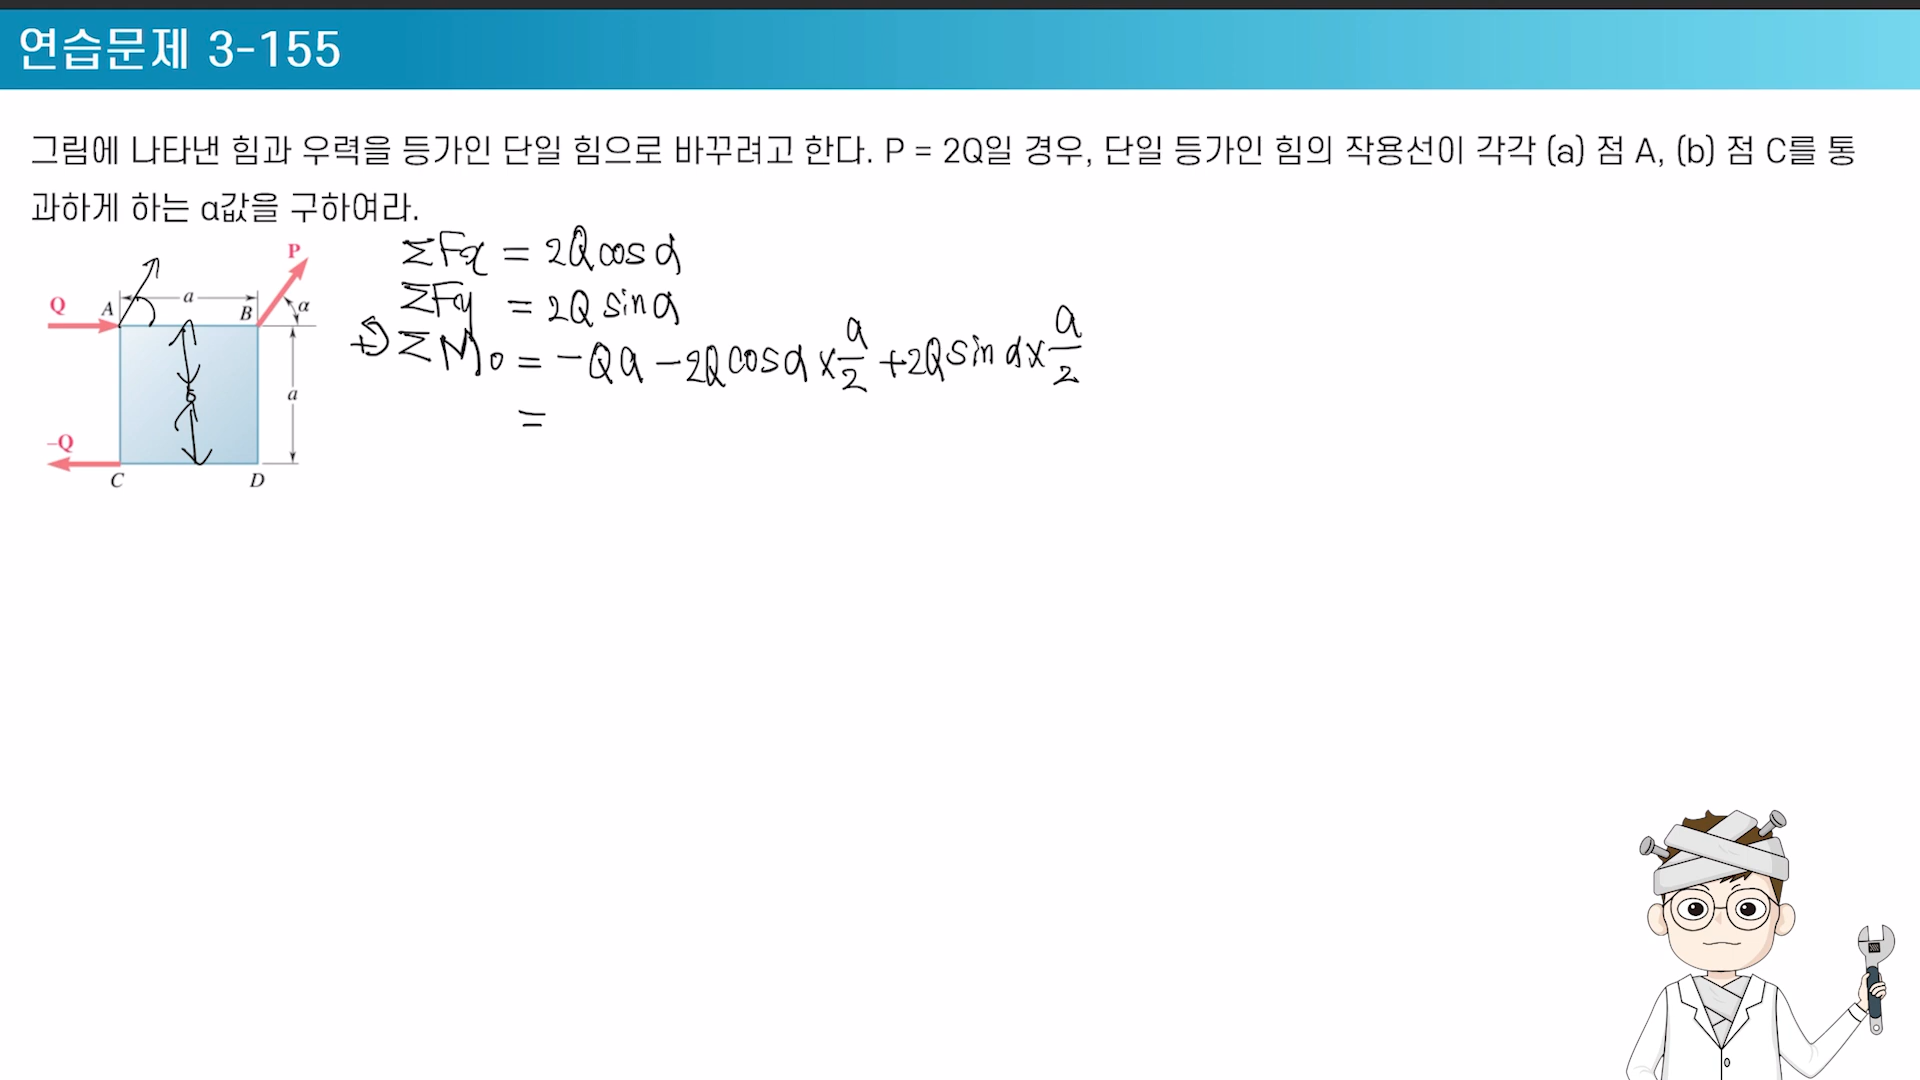 연습문제 3-155
그림에 나타낸 힘과 우력을 등가인 단일 힘으로 바꾸려고 한다. P = 2Q일 경우, 단일 등가인 힘의 작용선이 각각 (a) 점 A, (b) 점 C를 통
과하게 하는 α값을 구하여라.
ΣFx = 2Q cos α
ΣFy = 2Q sin α
+↺ ΣMo = -Qa - 2Q cos α × a/2 + 2Q sin α × a/2
=
P
Q
A
a
B
α
a
-Q
C
D